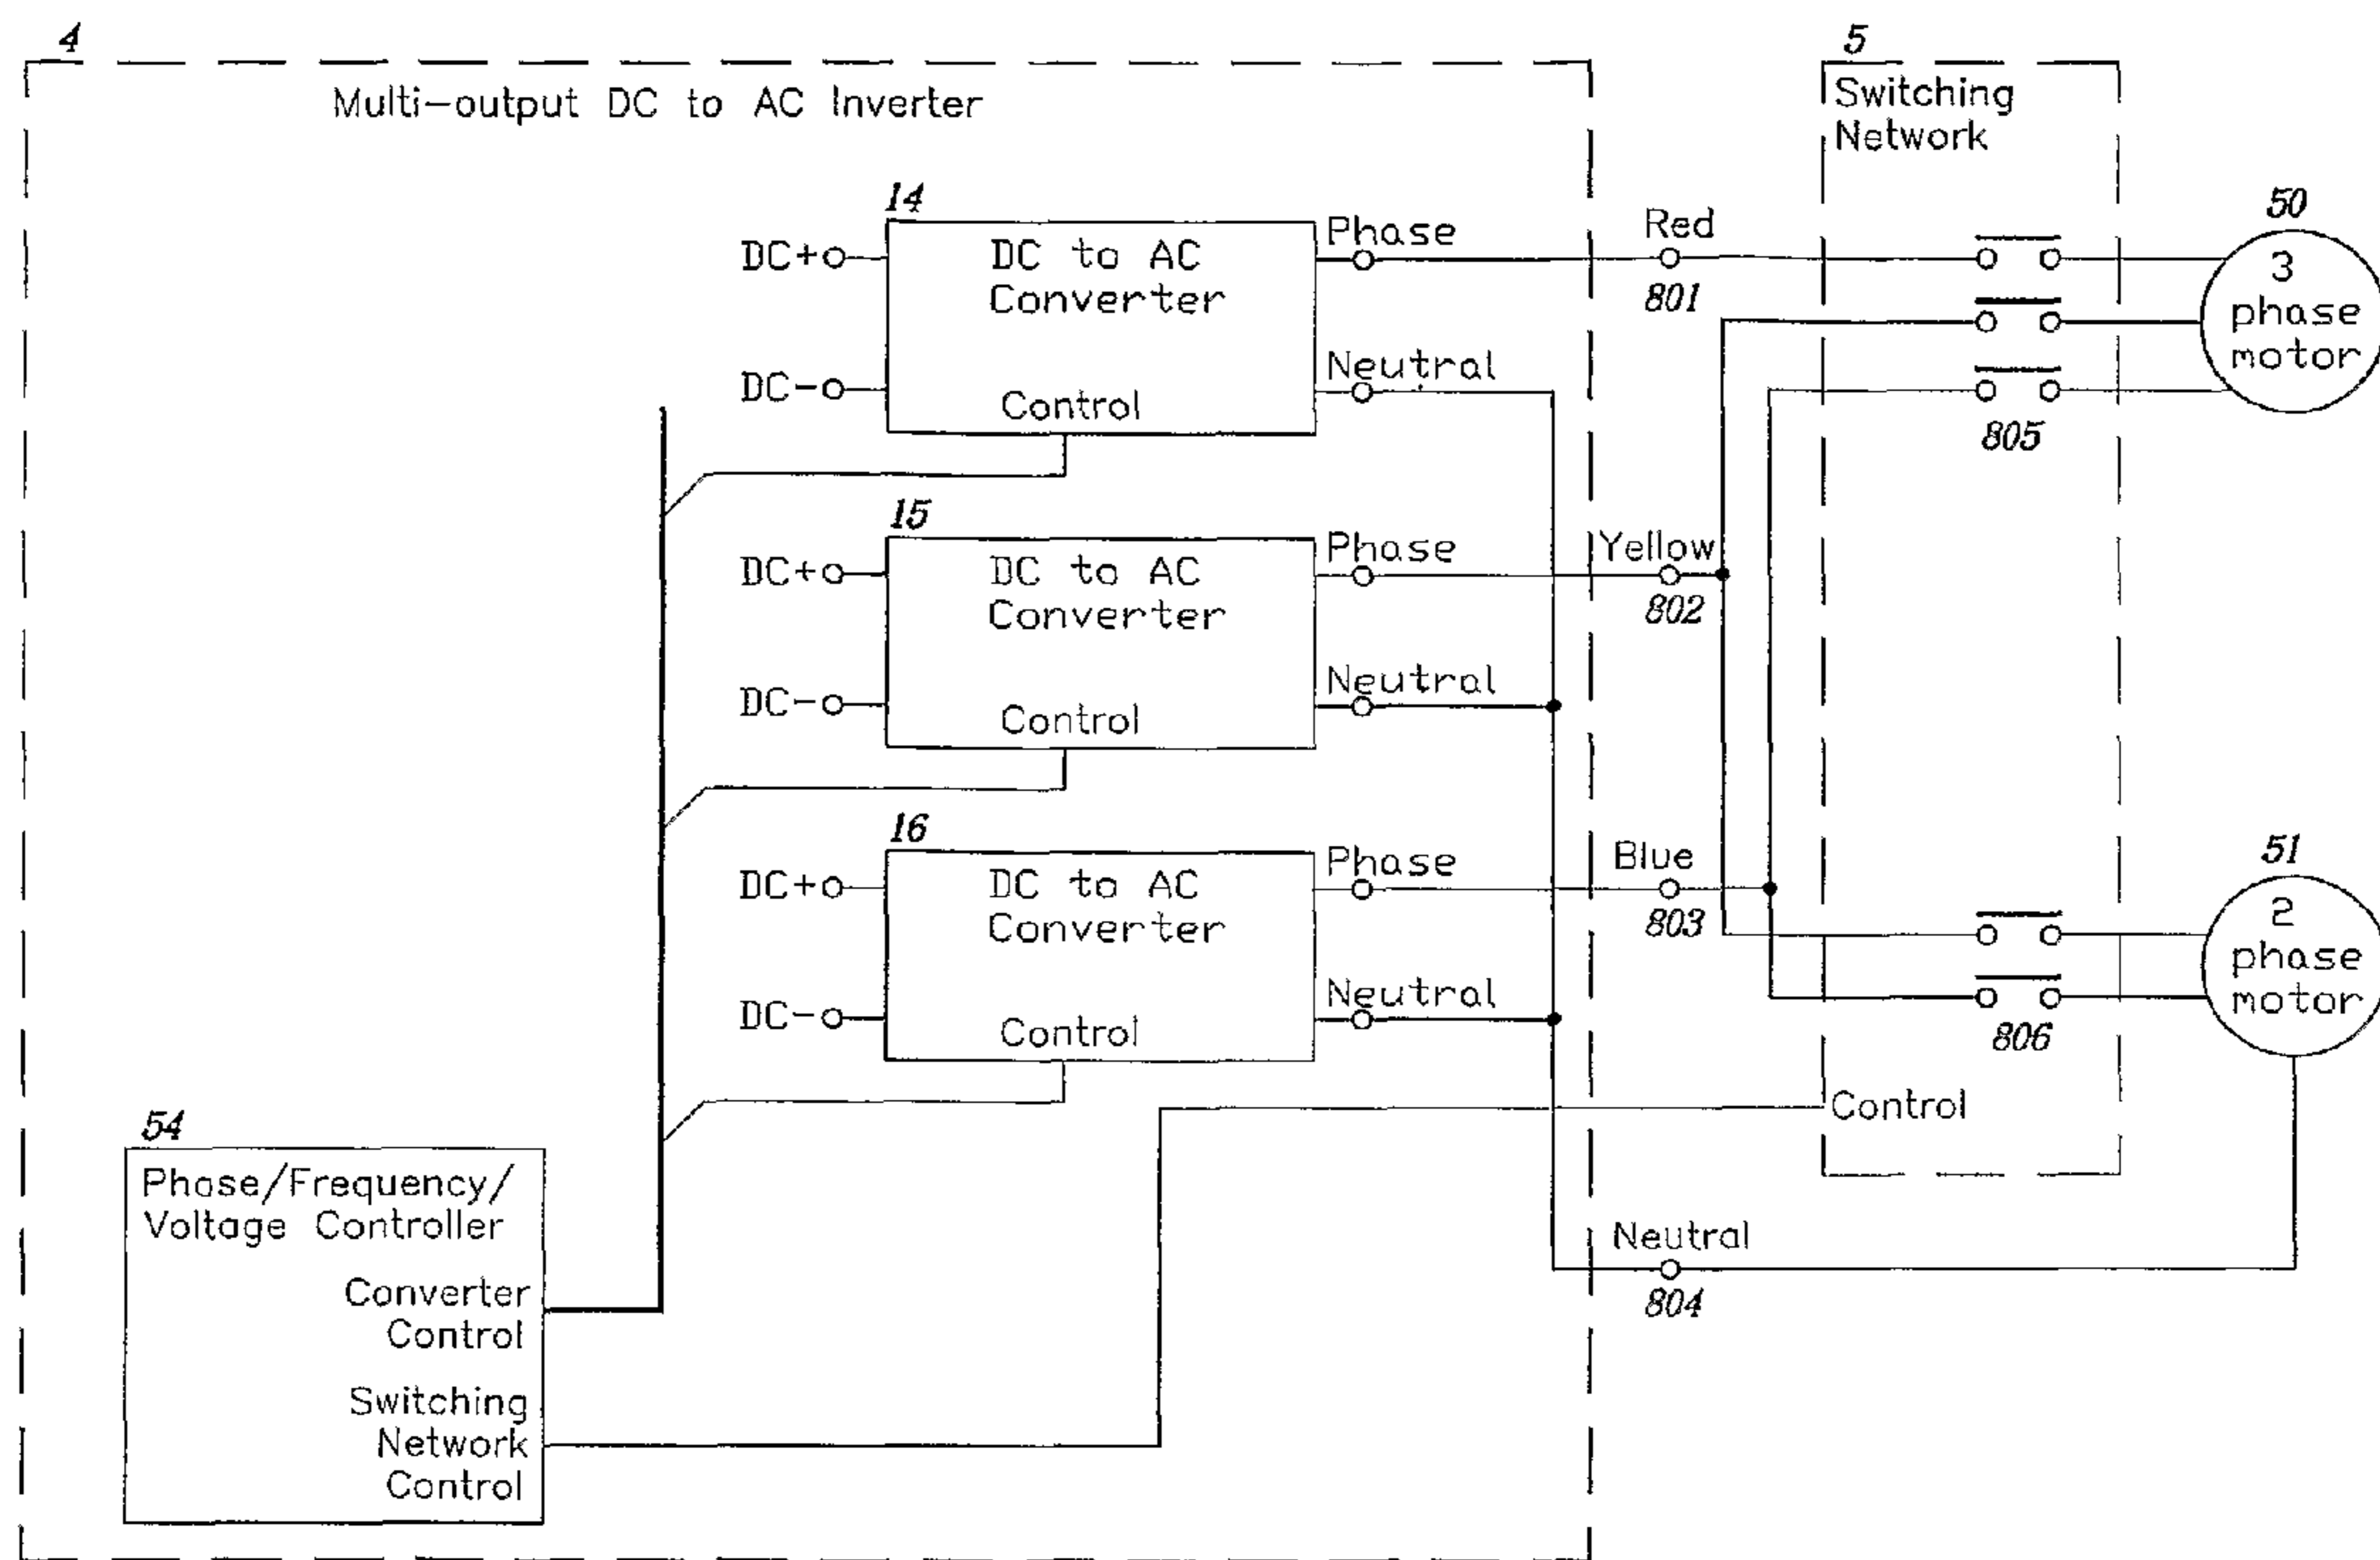 4
5
Multi-output DC to AC Inverter
Switching
Network
14
DC+
DC to AC
Converter
Phase
Red
801
DC-
Control
Neutral
50
3
phase
motor
805
15
DC+
DC to AC
Converter
Phase
Yellow
802
DC-
Control
Neutral
16
DC+
DC to AC
Converter
Phase
Blue
803
DC-
Control
Neutral
51
2
phase
motor
806
Control
54
Phase/Frequency/
Voltage Controller
Converter
Control
Switching
Network
Control
Neutral
804